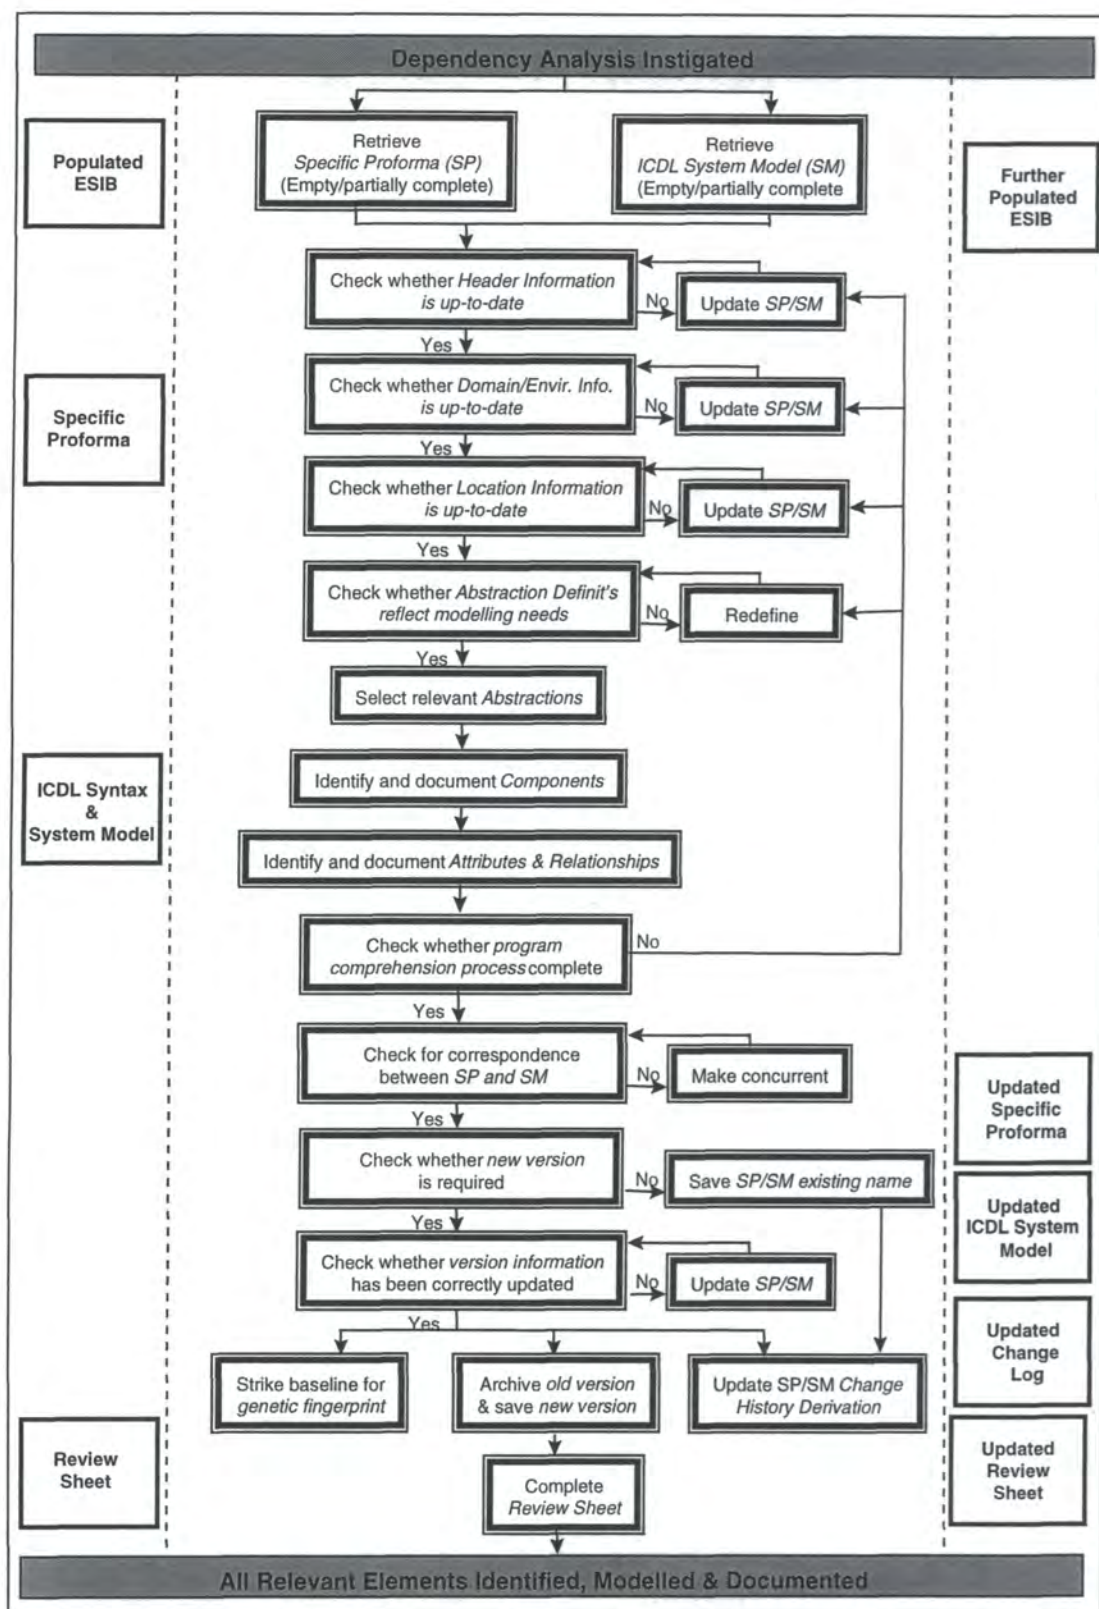 Dependency Analysis Instigated
Populated
ESIB
Retrieve
Specific Proforma (SP)
(Empty/partially complete)
Retrieve
ICDL System Model (SM)
(Empty/partially complete
Further
Populated
ESIB
Check whether Header Information
is up-to-date
No
Update SP/SM
Yes
Specific
Proforma
Check whether Domain/Envir. Info.
is up-to-date
No
Update SP/SM
Yes
Check whether Location Information
is up-to-date
No
Update SP/SM
Yes
Check whether Abstraction Definit's
reflect modelling needs
No
Redefine
Yes
Select relevant Abstractions
ICDL Syntax
&
System Model
Identify and document Components
Identify and document Attributes & Relationships
Check whether program
comprehension process complete
No
Yes
Check for correspondence
between SP and SM
No
Make concurrent
Yes
Updated
Specific
Proforma
Check whether new version
is required
No
Save SP/SM existing name
Yes
Updated
ICDL System
Model
Check whether version information
has been correctly updated
No
Update SP/SM
Yes
Updated
Change
Log
Strike baseline for
genetic fingerprint
Archive old version
& save new version
Update SP/SM Change
History Derivation
Review
Sheet
Complete
Review Sheet
Updated
Review
Sheet
All Relevant Elements Identified, Modelled & Documented